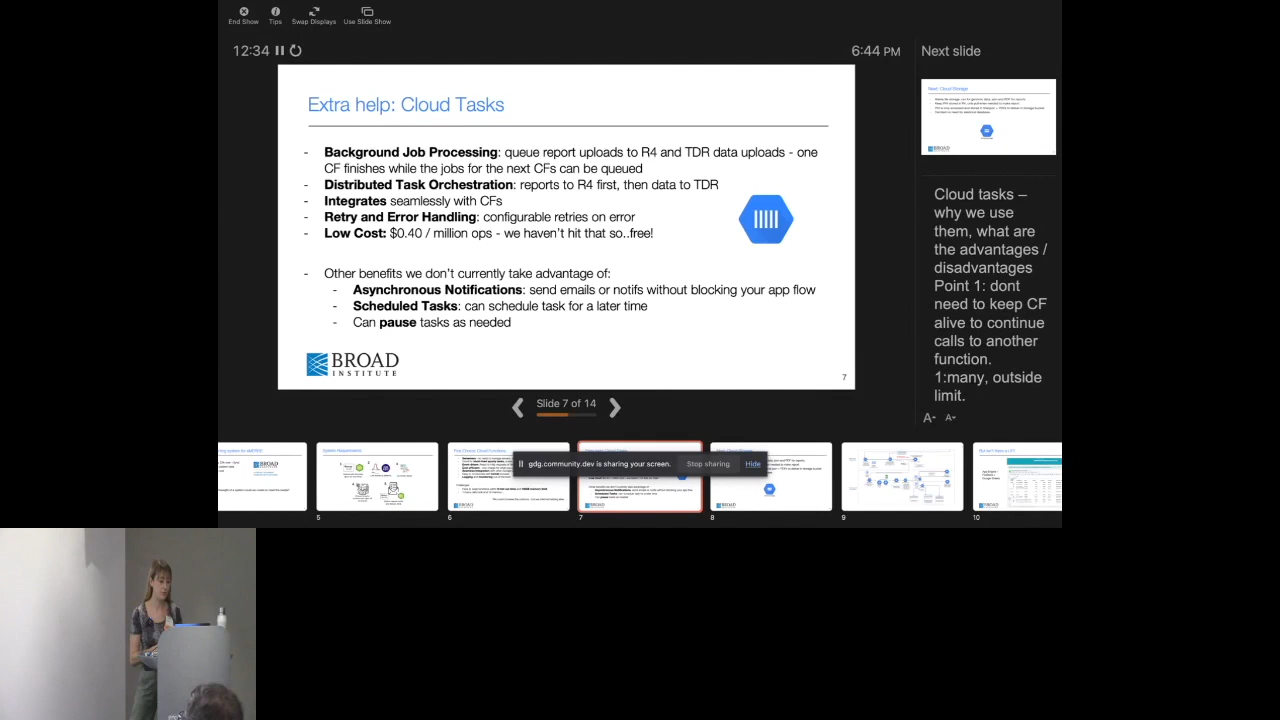 End Show
Tips
Swap Displays
Use Slide Show
12:34
6:44 PM
Next slide
Extra help: Cloud Tasks
- Background Job Processing: queue report uploads to R4 and TDR data uploads - one
CF finishes while the jobs for the next CFs can be queued
- Distributed Task Orchestration: reports to R4 first, then data to TDR
- Integrates seamlessly with CFs
- Retry and Error Handling: configurable retries on error
- Low Cost: $0.40 / million ops - we haven't hit that so..free!
- Other benefits we don't currently take advantage of:
- Asynchronous Notifications: send emails or notifs without blocking your app flow
- Scheduled Tasks: can schedule task for a later time
- Can pause tasks as needed
BROAD
INSTITUTE
7
Next: Cloud Storage
BROAD
Cloud tasks –
why we use
them, what are
the advantages /
disadvantages
Point 1: dont
need to keep CF
alive to continue
calls to another
function.
1:many, outside
limit.
A A
Slide 7 of 14
gdg.community.dev is sharing your screen.
Stop sharing
Hide
System Requirements
5
6
7
8
9
10